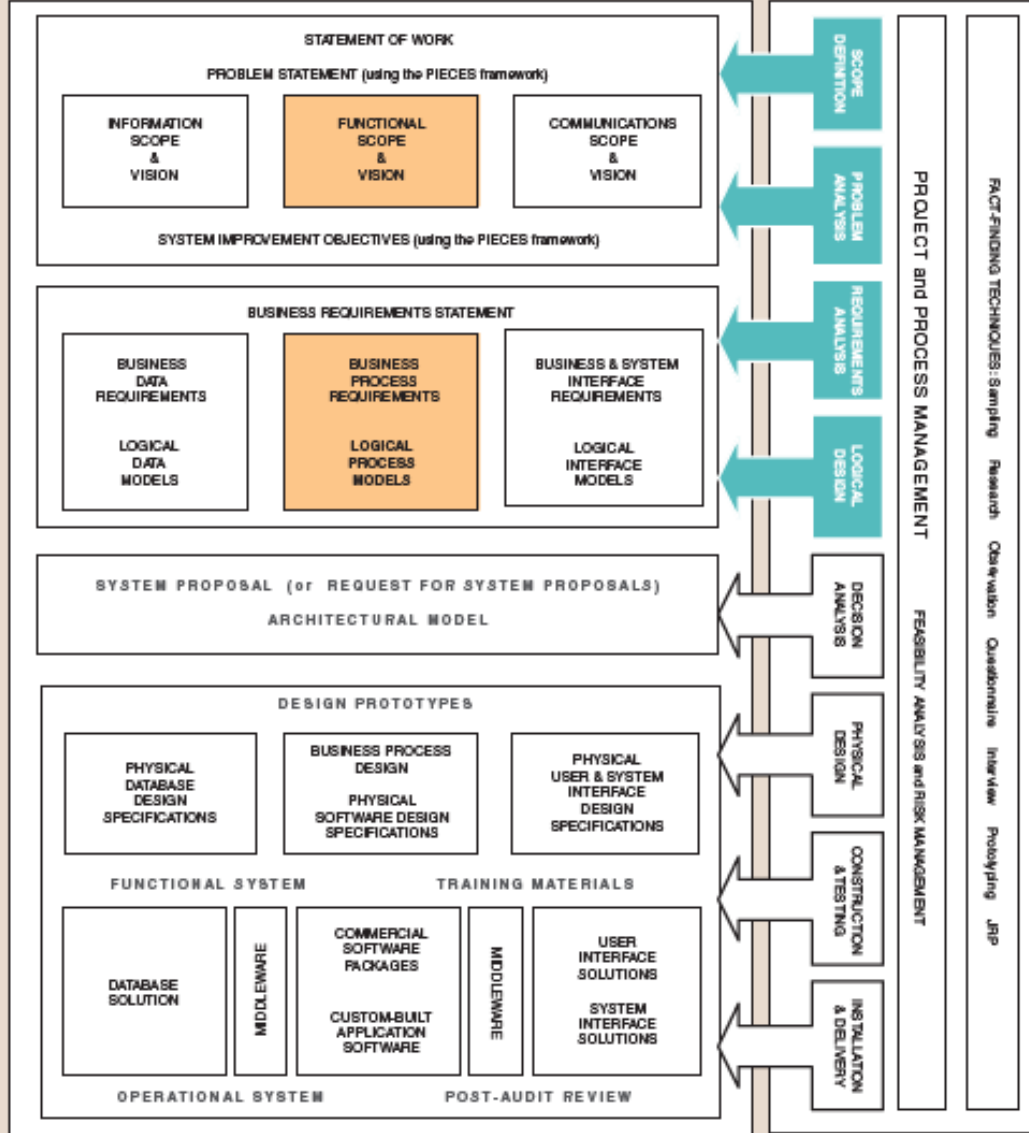 STATEMENT OF WORK
PROBLEM STATEMENT (using the PIECES framework)
INFORMATION
SCOPE
&
VISION
FUNCTIONAL
SCOPE
&
VISION
COMMUNICATIONS
SCOPE
&
VISION
SYSTEM IMPROVEMENT OBJECTIVES (using the PIECES framework)
BUSINESS REQUIREMENTS STATEMENT
BUSINESS
DATA
REQUIREMENTS
LOGICAL
DATA
MODELS
BUSINESS
PROCESS
REQUIREMENTS
LOGICAL
PROCESS
MODELS
BUSINESS & SYSTEM
INTERFACE
REQUIREMENTS
LOGICAL
INTERFACE
MODELS
SYSTEM PROPOSAL (or REQUEST FOR SYSTEM PROPOSALS)
ARCHITECTURAL MODEL
DESIGN PROTOTYPES
PHYSICAL
DATABASE
DESIGN
SPECIFICATIONS
BUSINESS PROCESS
DESIGN
PHYSICAL
SOFTWARE DESIGN
SPECIFICATIONS
PHYSICAL
USER & SYSTEM
INTERFACE
DESIGN
SPECIFICATIONS
FUNCTIONAL SYSTEM
TRAINING MATERIALS
DATABASE
SOLUTION
MIDDLEWARE
COMMERCIAL
SOFTWARE
PACKAGES
CUSTOM-BUILT
APPLICATION
SOFTWARE
MIDDLEWARE
USER
INTERFACE
SOLUTIONS
SYSTEM
INTERFACE
SOLUTIONS
OPERATIONAL SYSTEM
POST-AUDIT REVIEW
SCOPE
DEFINITION
PROBLEM
ANALYSIS
REQUIREMENTS
ANALYSIS
LOGICAL
DESIGN
DECISION
ANALYSIS
PHYSICAL
DESIGN
CONSTRUCTION
& TESTING
INSTALLATION
& DELIVERY
PROJECT and PROCESS MANAGEMENT
FEASIBILITY ANALYSIS and RISK MANAGEMENT
FACT-FINDING TECHNIQUES: Sampling Research Observation Questionnaire Interview Prototyping JRP